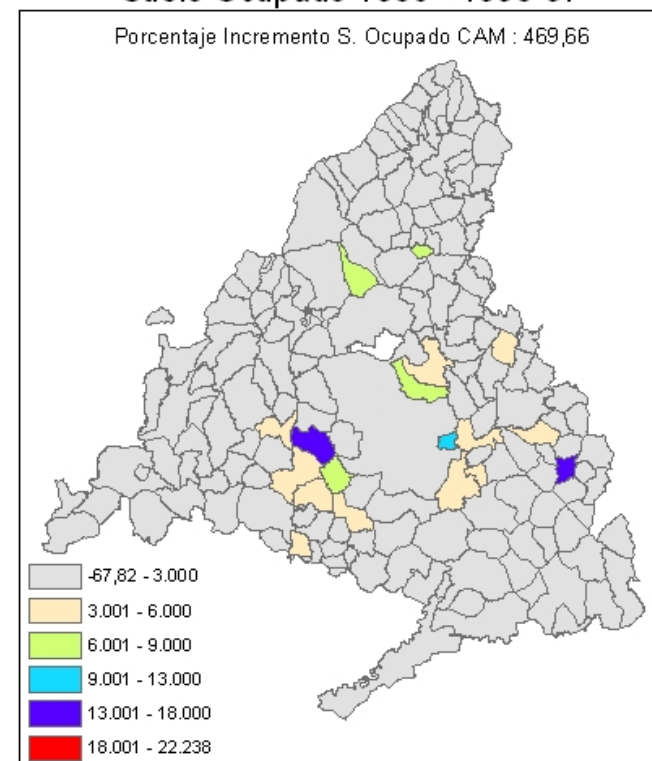 Porcentaje Incremento S. Ocupado CAM : 469,66
-67,82 - 3.000
3.001 - 6.000
6.001 - 9.000
9.001 - 13.000
13.001 - 18.000
18.001 - 22.238